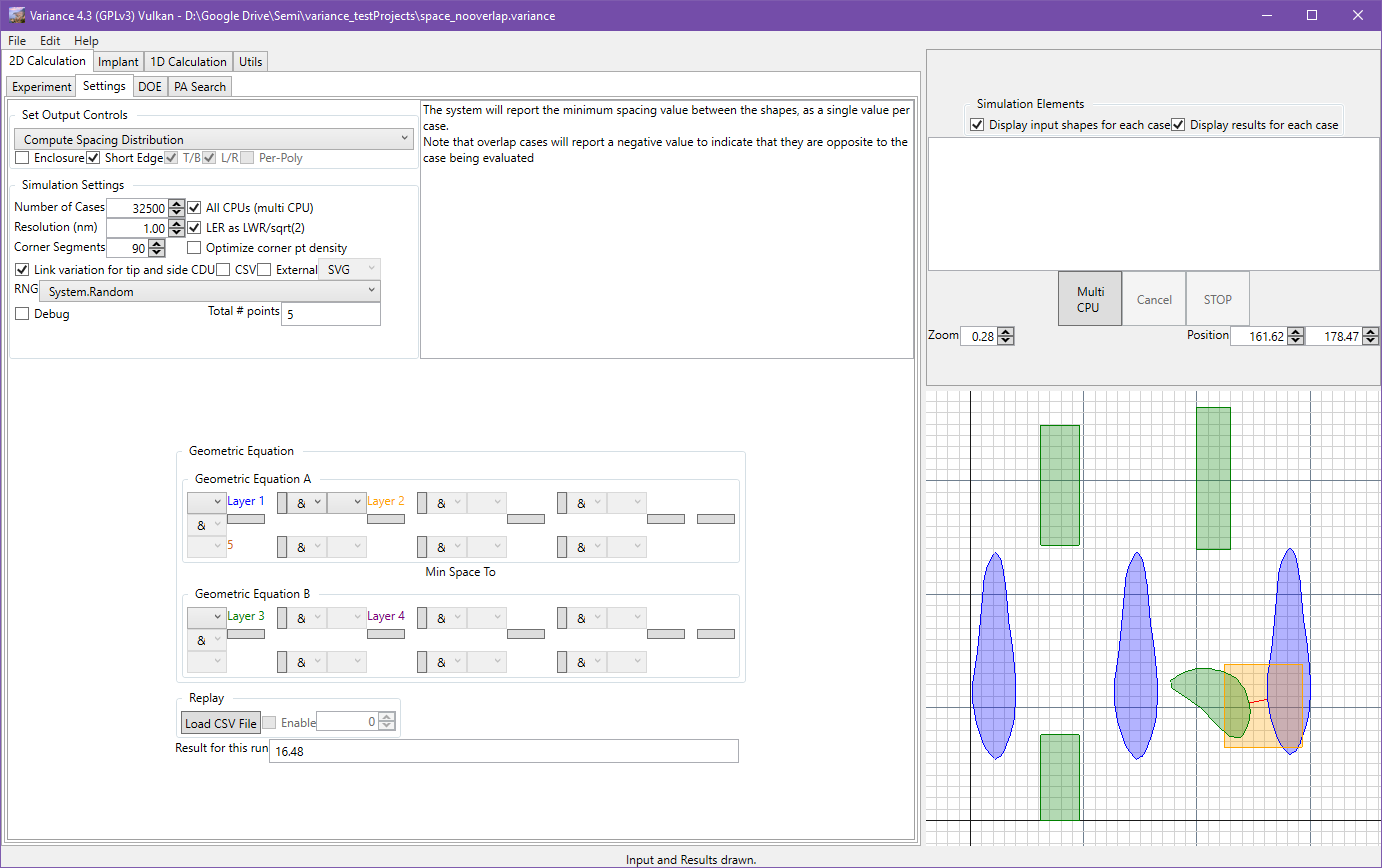 Variance 4.3 (GPLv3) Vulkan - D:\Google Drive\Semi\variance_testProjects\space_nooverlap.variance
File Edit Help
2D Calculation Implant 1D Calculation Utils
Experiment Settings DOE PA Search
Set Output Controls
Compute Spacing Distribution
Enclosure Short Edge T/B L/R Per-Poly
The system will report the minimum spacing value between the shapes, as a single value per
case.
Note that overlap cases will report a negative value to indicate that they are opposite to the
case being evaluated
Simulation Settings
Number of Cases 32500 All CPUs (multi CPU)
Resolution (nm) 1.00 LER as LWR/sqrt(2)
Corner Segments 90 Optimize corner pt density
Link variation for tip and side CDU CSV External SVG
RNG System.Random
Debug Total # points 5
Simulation Elements
Display input shapes for each case Display results for each case
Multi
CPU
Cancel STOP
Zoom 0.28 Position 161.62 178.47
Geometric Equation
Geometric Equation A
Layer 1 & Layer 2 & &
&
5 & & &
Min Space To
Geometric Equation B
Layer 3 & Layer 4 & &
&
& & &
Replay
Load CSV File Enable 0
Result for this run 16.48
Input and Results drawn.